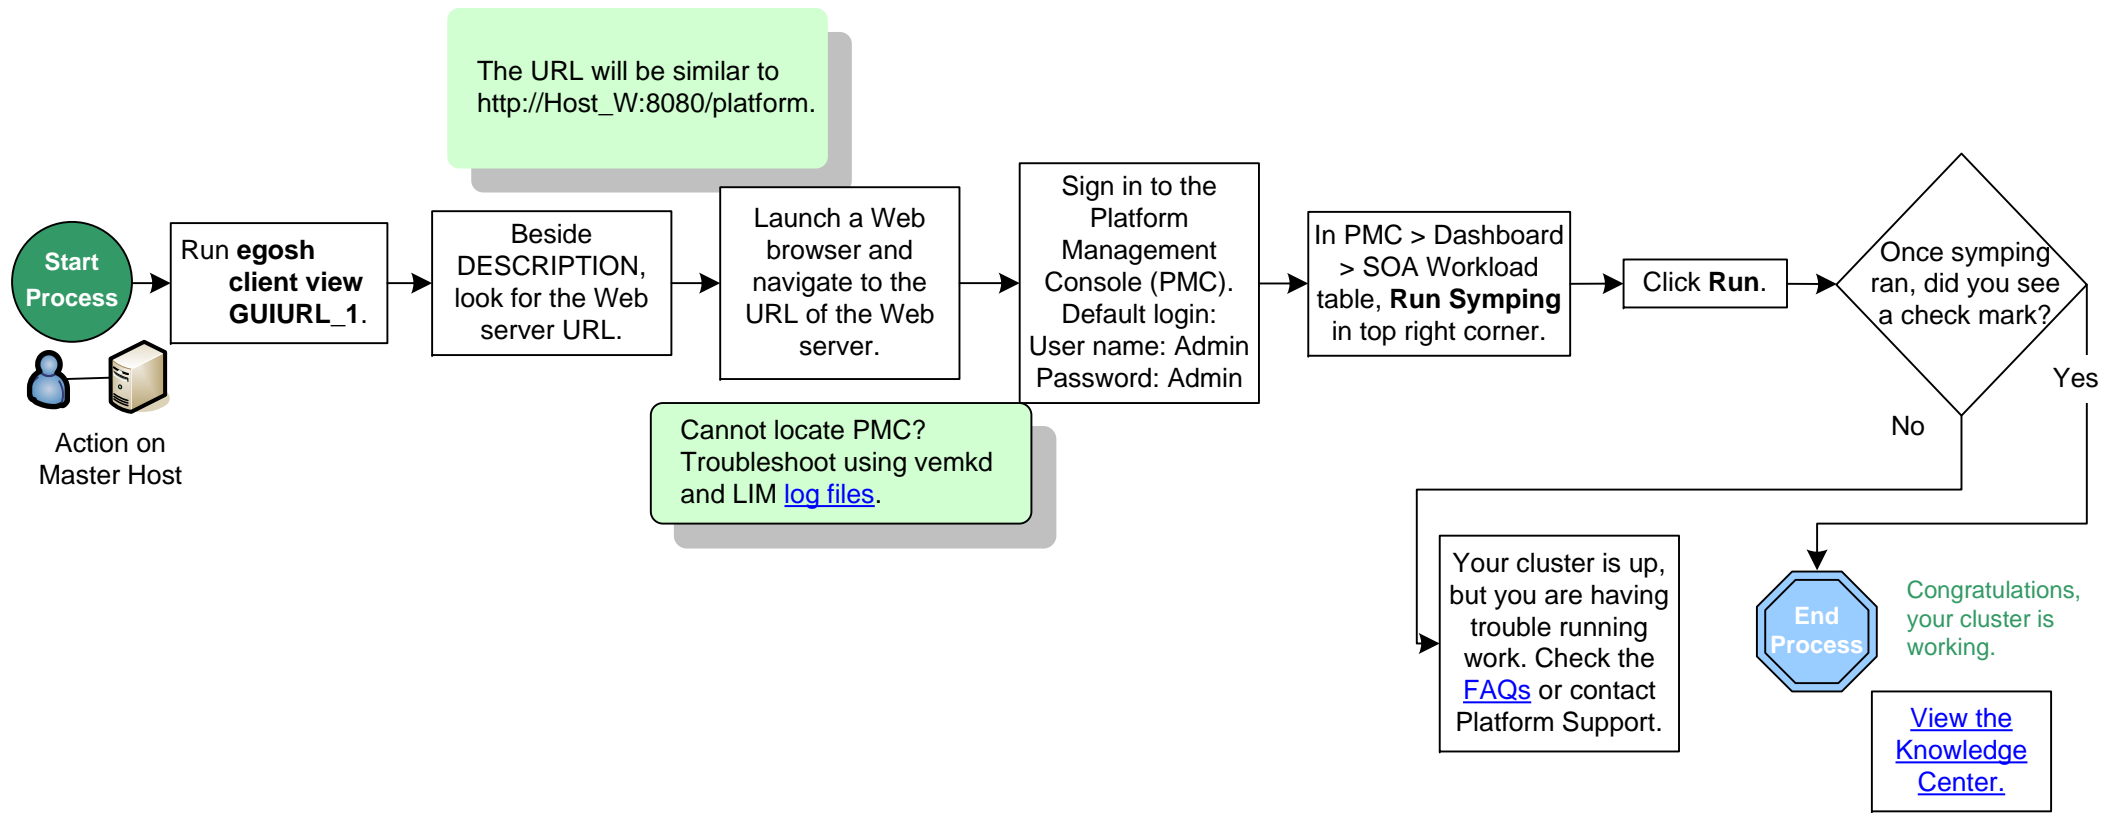 The URL will be similar to
http://Host_W:8080/platform.
Start
Process
Action on
Master Host
Run egosh
client view
GUIURL_1.
Beside
DESCRIPTION,
look for the Web
server URL.
Launch a Web
browser and
navigate to the
URL of the Web
server.
Cannot locate PMC?
Troubleshoot using vemkd
and LIM log files.
Sign in to the
Platform
Management
Console (PMC).
Default login:
User name: Admin
Password: Admin
In PMC > Dashboard
> SOA Workload
table, Run Symping
in top right corner.
Click Run.
Once symping
ran, did you see
a check mark?
Yes
No
Your cluster is up,
but you are having
trouble running
work. Check the
FAQs or contact
Platform Support.
End
Process
Congratulations,
your cluster is
working.
View the
Knowledge
Center.